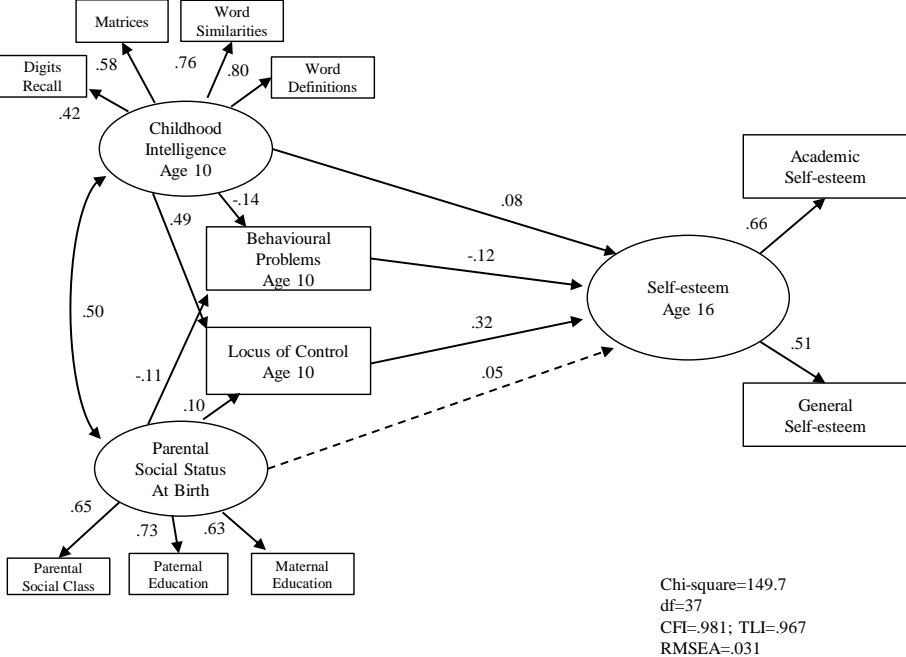 Matrices
Word
Similarities
Digits
Recall
Word
Definitions
.58
.76
.80
.42
Childhood
Intelligence
Age 10
Academic
Self-esteem
.08
-.14
.49
.66
Behavioural
Problems
Age 10
-.12
Self-esteem
Age 16
.50
.32
Locus of Control
Age 10
.51
-.11
.10
.05
General
Self-esteem
Parental
Social Status
At Birth
.65
.73
.63
Parental
Social Class
Paternal
Education
Maternal
Education
Chi-square=149.7
df=37
CFI=.981; TLI=.967
RMSEA=.031